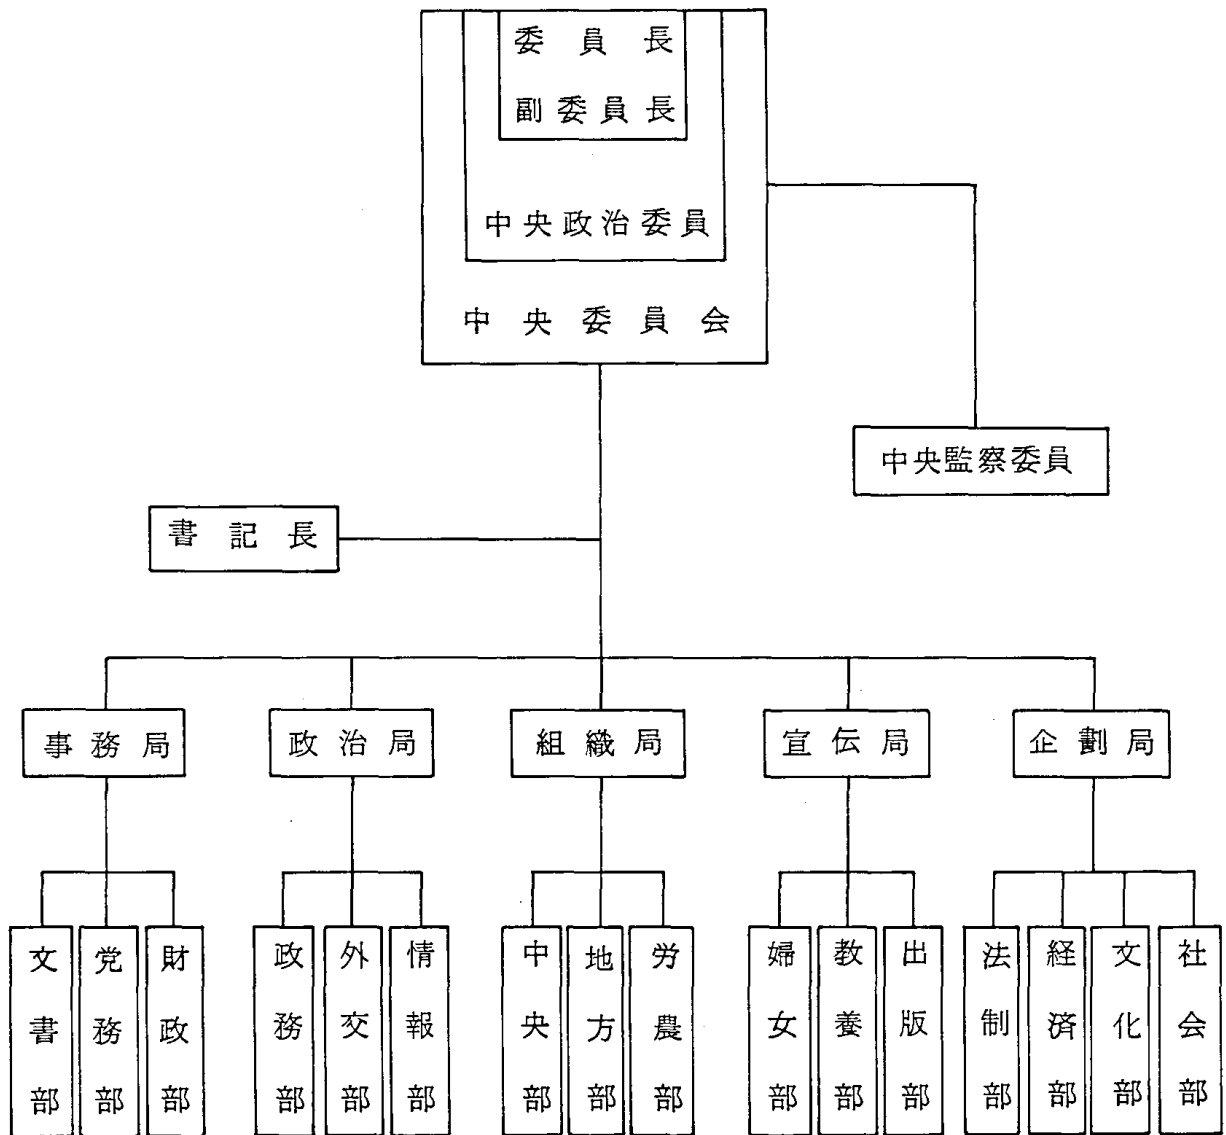 委員長
副委員長
中央政治委員
中央委員会
中央監察委員
書記長
事務局
政治局
組織局
宣伝局
企劃局
文書部
党務部
財政部
政務部
外交部
情報部
中央部
地方部
労農部
婦女部
教養部
出版部
法制部
経済部
文化部
社会部